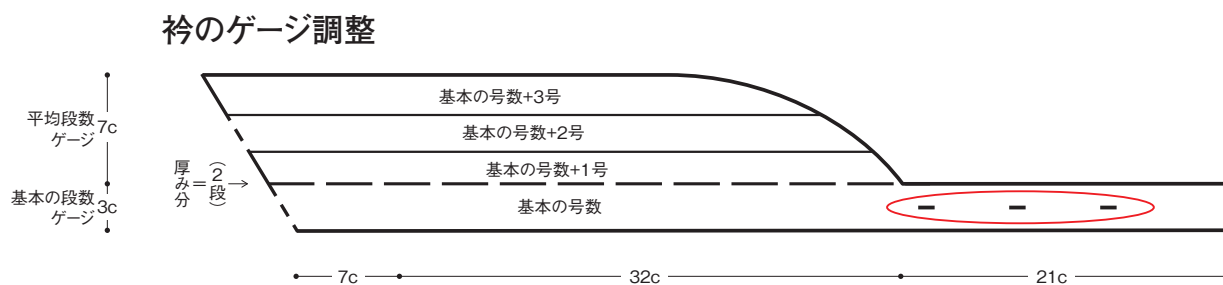 衿のゲージ調整
基本の号数+3号
平均段数
ゲージ
7c
基本の号数+2号
厚み分=(2段)→
基本の号数+1号
基本の段数
ゲージ
3c
基本の号数
7c
32c
21c